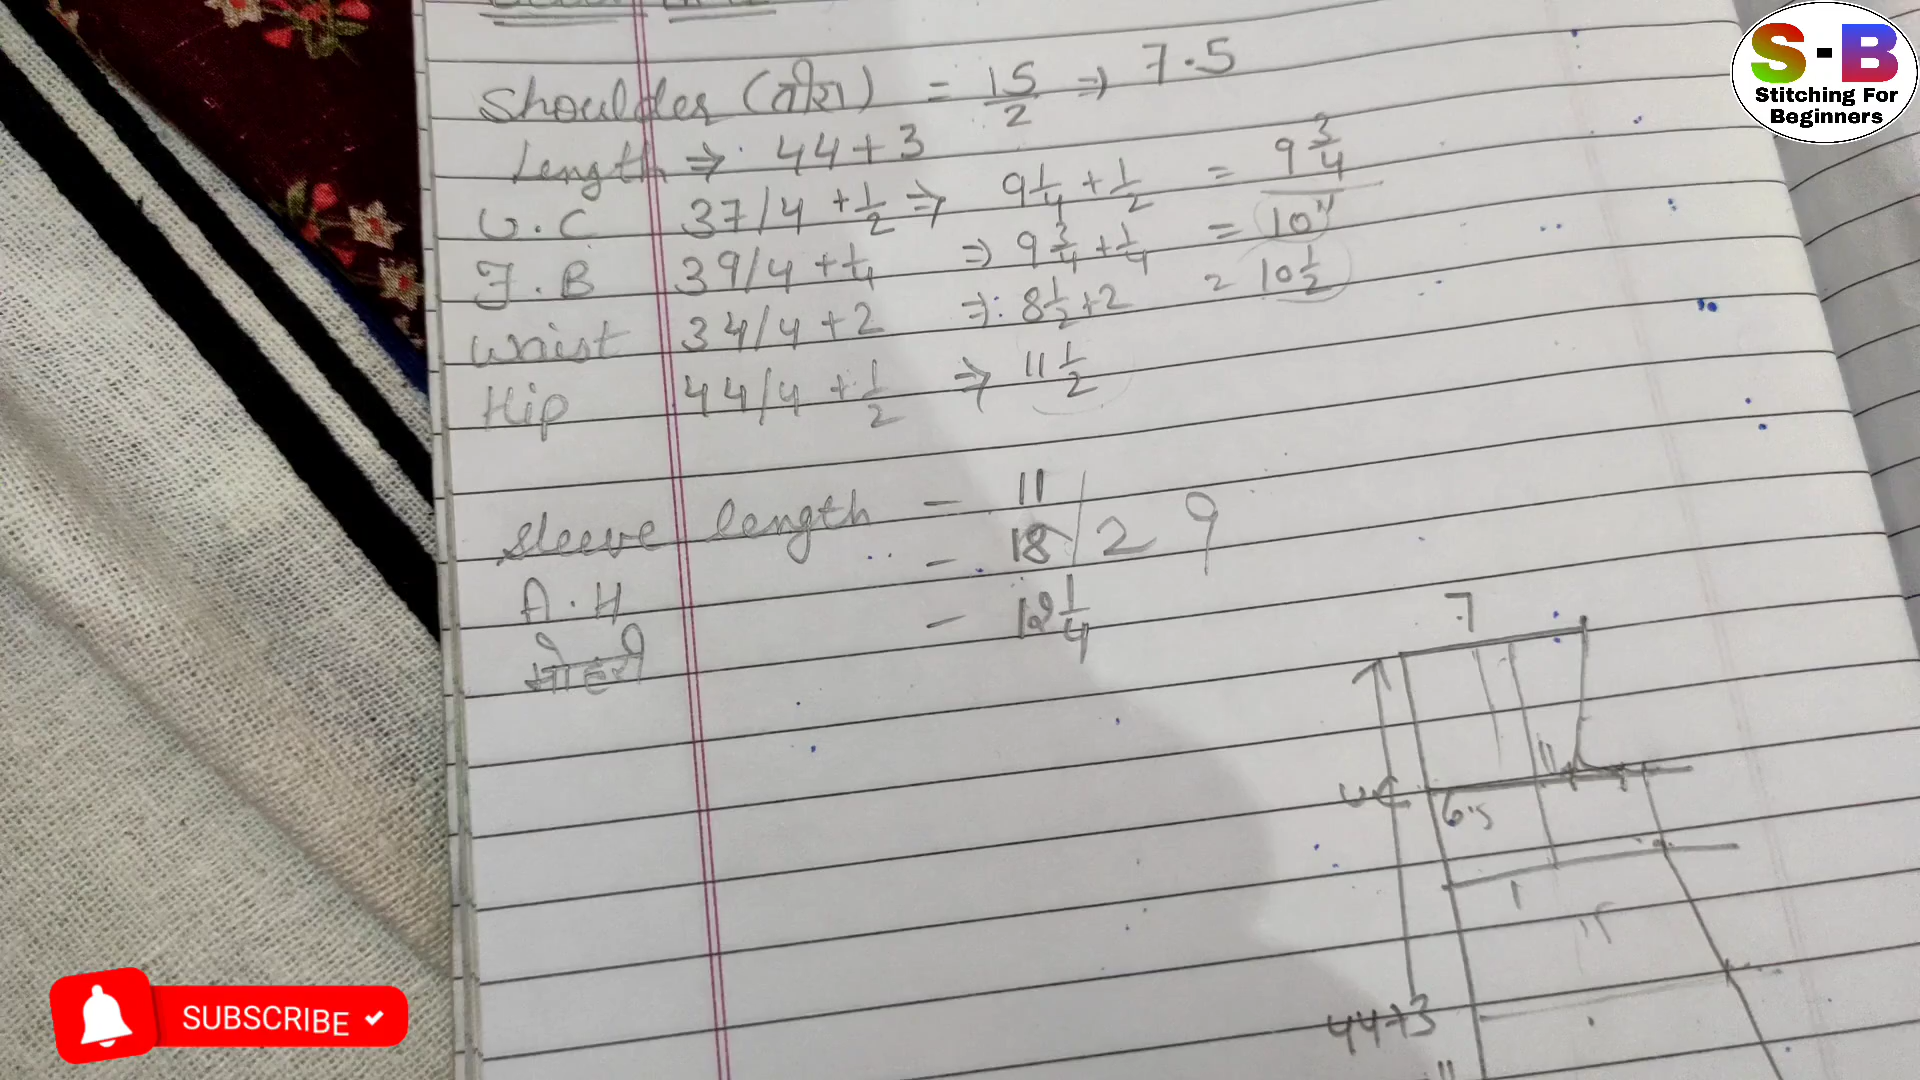 Shoulder (तीरा) = 15/2 ⇒ 7.5
Length ⇒ 44+3
U.C 37/4 + 1/2 ⇒ 9 1/4 + 1/2 = 9 3/4
F.B 39/4 + 1/4 ⇒ 9 3/4 + 1/4 = 10"
Waist 34/4 + 2 ⇒ 8 1/2 + 2 = 10 1/2
Hip 44/4 + 1/2 ⇒ 11 1/2
Sleeve length - 11
A.H - 18/2 9
मोहरी - 12 1/4
7
6.5
1
44+3
11
S-B
Stitching For
Beginners
SUBSCRIBE